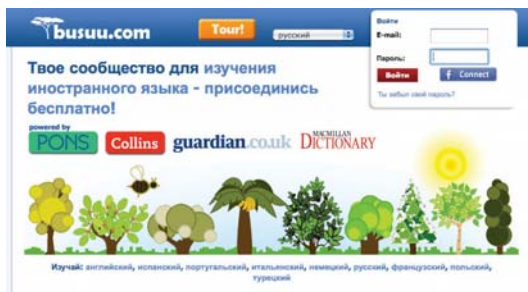 busuu.com
Tour!
русский
Войти
E-mail:
Пароль:
Войти
f Connect
Ты забыл свой пароль?
Твое сообщество для изучения
иностранного языка - присоединись
бесплатно!
powered by
PONS Collins guardian.co.uk MACMILLAN DICTIONARY
Изучай: английский, испанский, португальский, итальянский, немецкий, русский, французский, польский,
турецкий